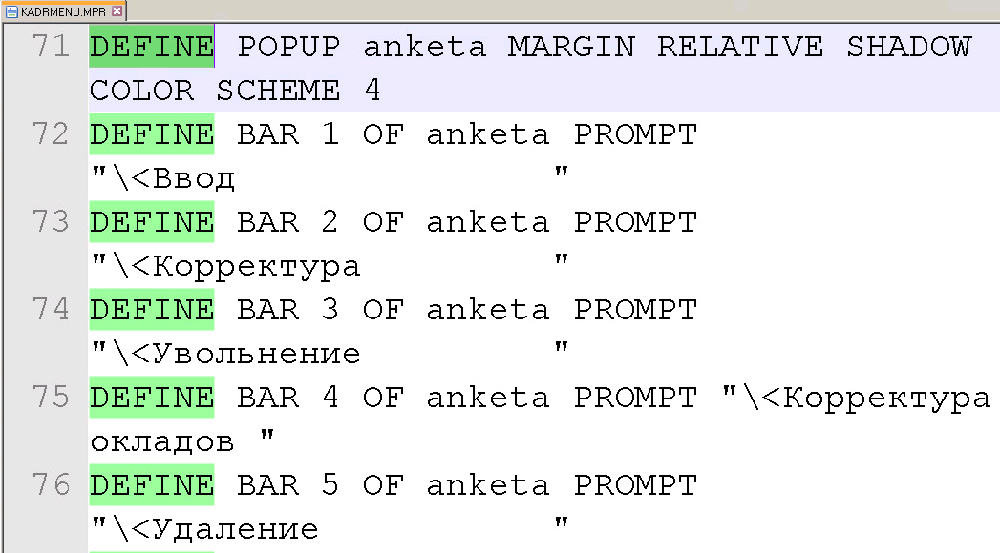 KADRMENU.MPR
71 DEFINE POPUP anketa MARGIN RELATIVE SHADOW
COLOR SCHEME 4
72 DEFINE BAR 1 OF anketa PROMPT
"\<Ввод               "
73 DEFINE BAR 2 OF anketa PROMPT
"\<Корректура         "
74 DEFINE BAR 3 OF anketa PROMPT
"\<Увольнение         "
75 DEFINE BAR 4 OF anketa PROMPT "\<Корректура
окладов "
76 DEFINE BAR 5 OF anketa PROMPT
"\<Удаление           "